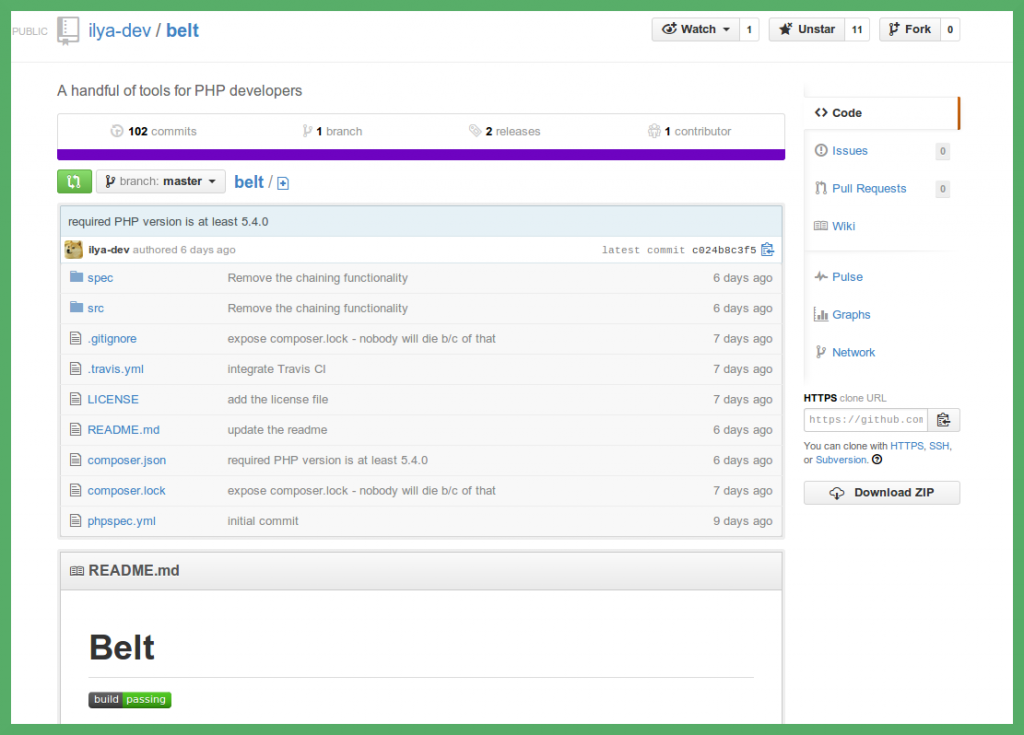 PUBLIC ilya-dev / belt Watch 1 Unstar 11 Fork 0
A handful of tools for PHP developers
102 commits 1 branch 2 releases 1 contributor
branch: master belt /
required PHP version is at least 5.4.0
ilya-dev authored 6 days ago latest commit c024b8c3f5
spec Remove the chaining functionality 6 days ago
src Remove the chaining functionality 6 days ago
.gitignore expose composer.lock - nobody will die b/c of that 7 days ago
.travis.yml integrate Travis CI 7 days ago
LICENSE add the license file 7 days ago
README.md update the readme 6 days ago
composer.json required PHP version is at least 5.4.0 6 days ago
composer.lock expose composer.lock - nobody will die b/c of that 7 days ago
phpspec.yml initial commit 9 days ago
README.md
Belt
build passing
Code
Issues 0
Pull Requests 0
Wiki
Pulse
Graphs
Network
HTTPS clone URL
https://github.com
You can clone with HTTPS, SSH,
or Subversion.
Download ZIP